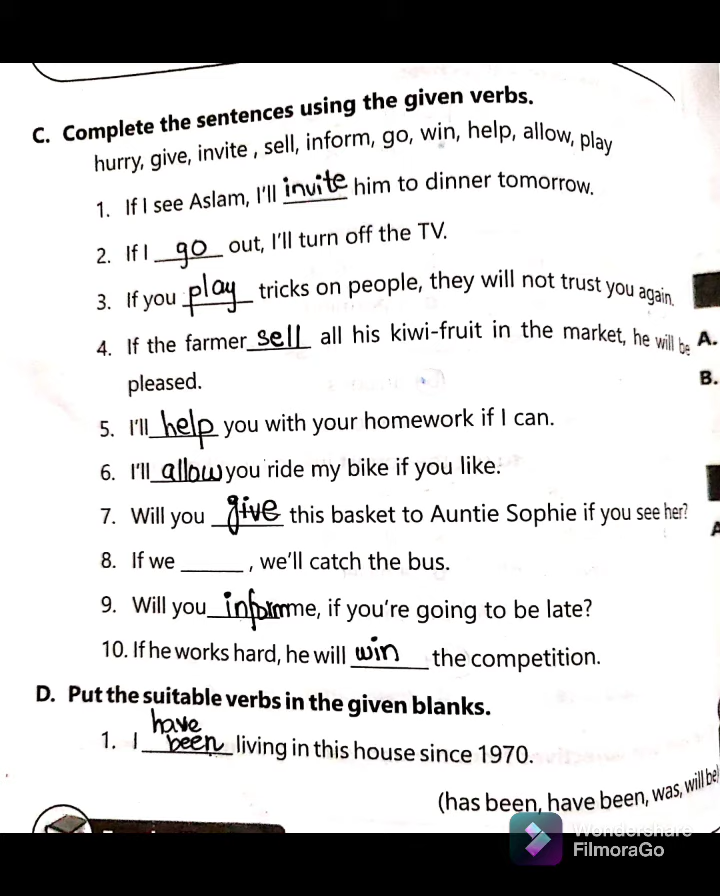 C. Complete the sentences using the given verbs.
hurry, give, invite , sell, inform, go, win, help, allow, play
1. If I see Aslam, I'll invite him to dinner tomorrow.
2. If I go out, I'll turn off the TV.
3. If you play tricks on people, they will not trust you again.
4. If the farmer sell all his kiwi-fruit in the market, he will be
pleased.
5. I'll help you with your homework if I can.
6. I'll allow you ride my bike if you like.
7. Will you give this basket to Auntie Sophie if you see her?
8. If we ______ , we'll catch the bus.
9. Will you inform me, if you're going to be late?
10. If he works hard, he will win the competition.
D. Put the suitable verbs in the given blanks.
1. I have been living in this house since 1970.
(has been, have been, was, will be)
A.
B.
A
Wondershare
FilmoraGo